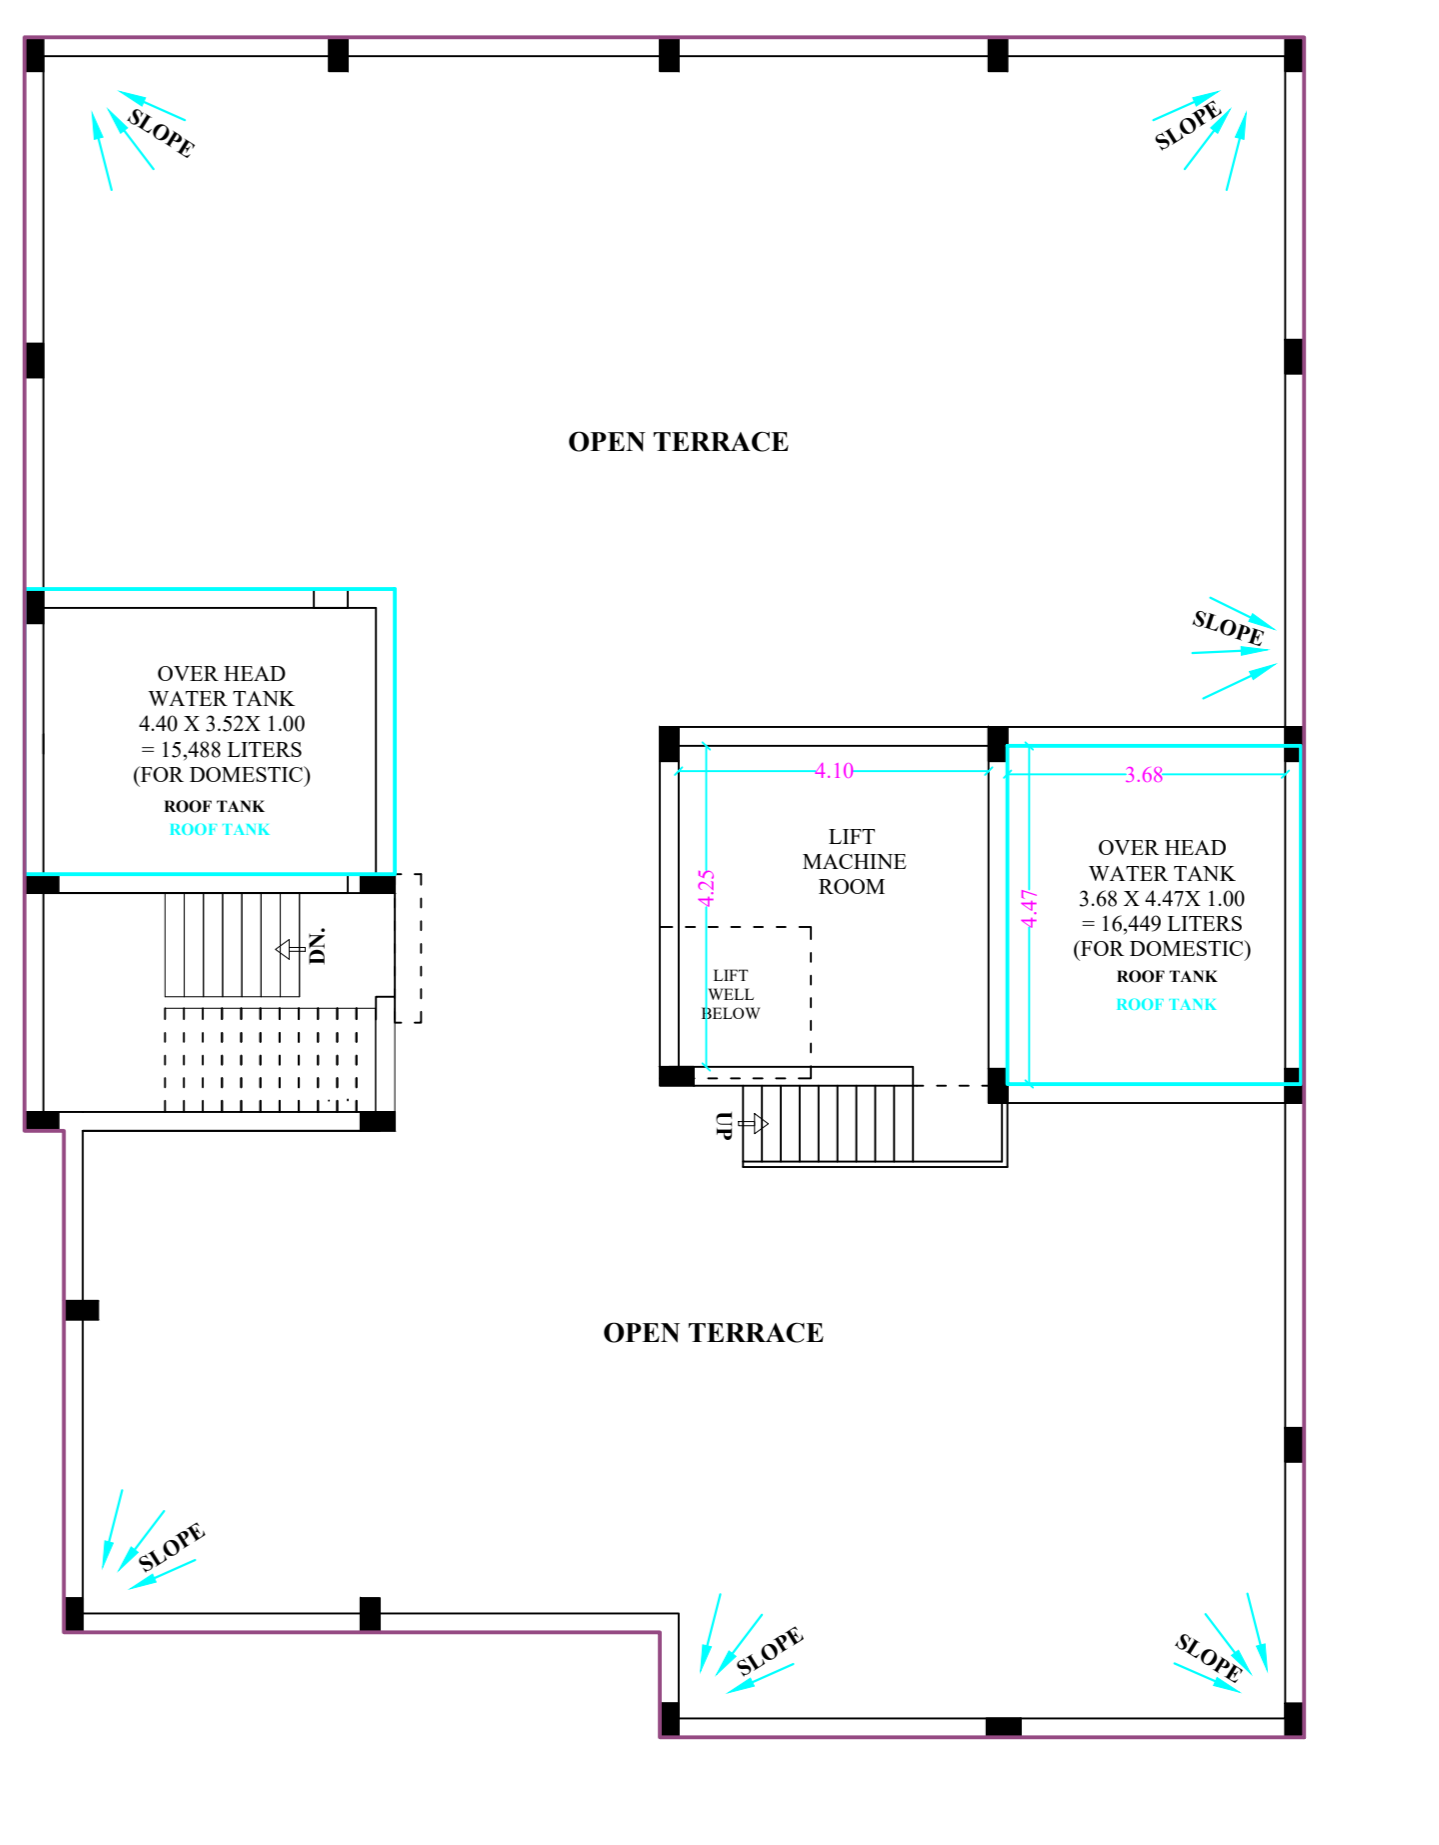 SLOPE
SLOPE
OPEN TERRACE
SLOPE
OVER HEAD
WATER TANK
4.40 X 3.52X 1.00
= 15,488 LITERS
(FOR DOMESTIC)
ROOF TANK
ROOF TANK
DN.
4.10
4.25
LIFT
MACHINE
ROOM
LIFT
WELL
BELOW
UP
3.68
4.47
OVER HEAD
WATER TANK
3.68 X 4.47X 1.00
= 16,449 LITERS
(FOR DOMESTIC)
ROOF TANK
ROOF TANK
OPEN TERRACE
SLOPE
SLOPE
SLOPE